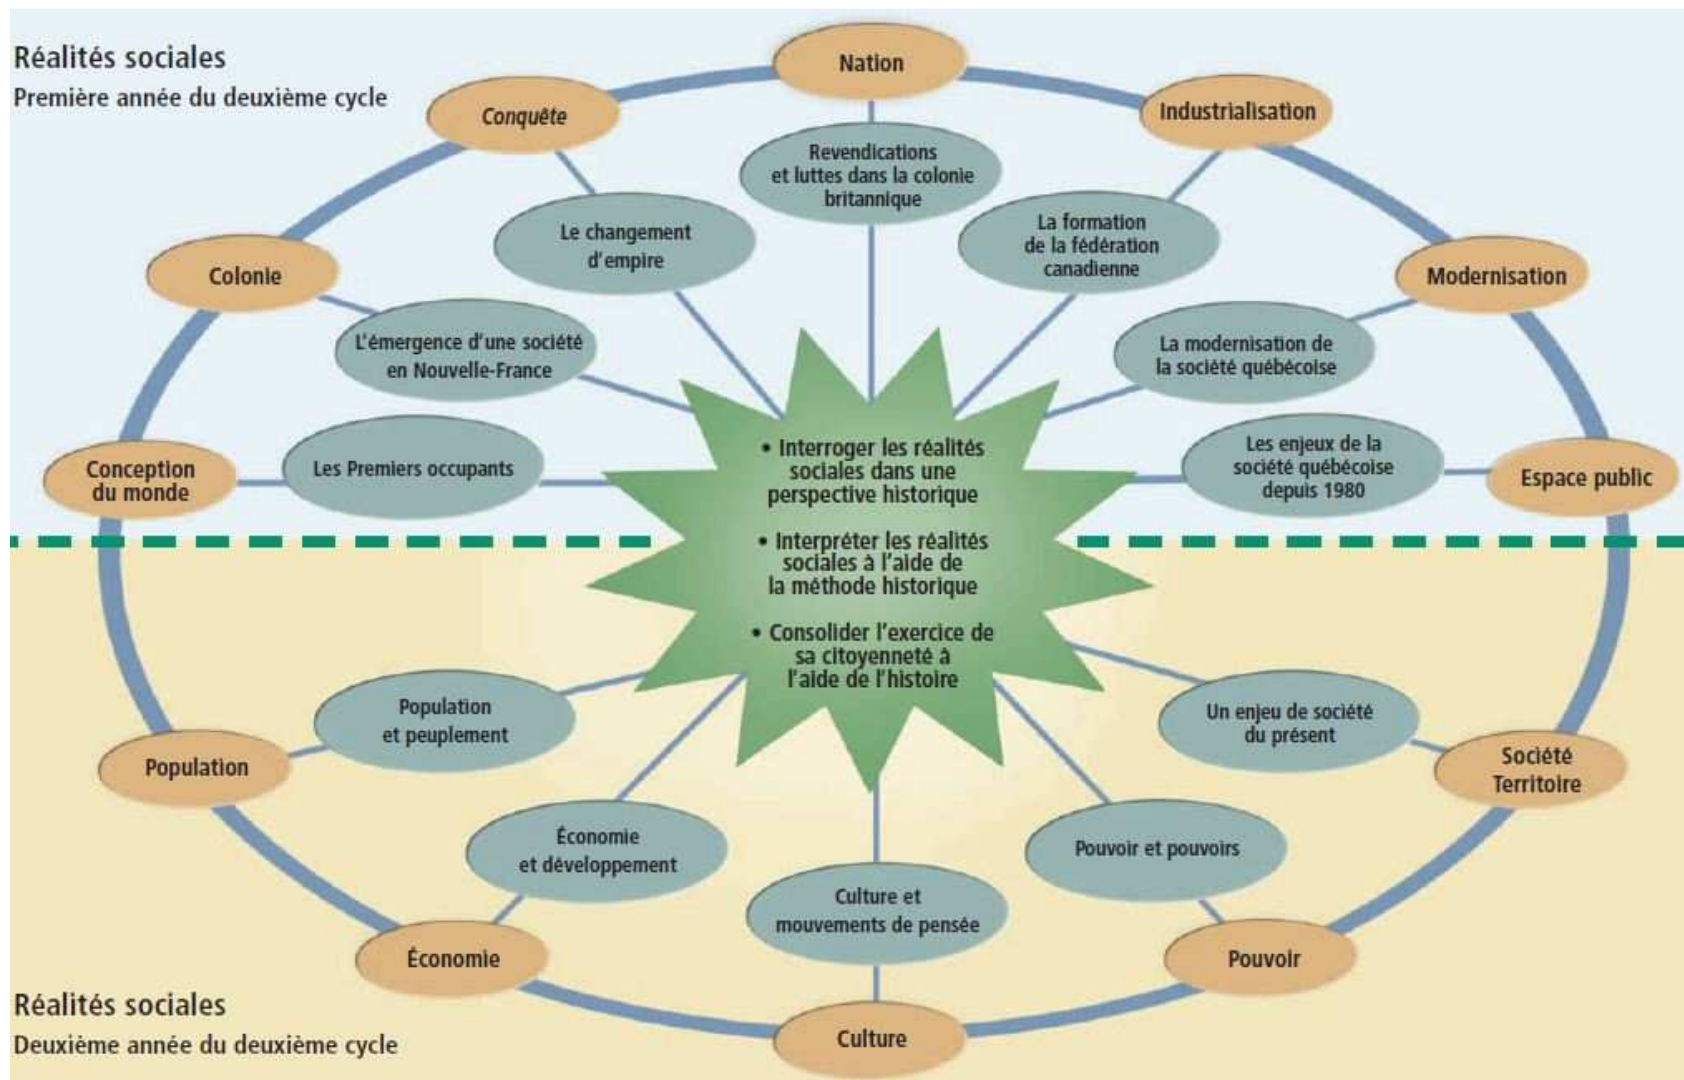 Réalités sociales
Première année du deuxième cycle
Nation
Conquête
Industrialisation
Revendications
et luttes dans la colonie
britannique
Le changement
d'empire
La formation
de la fédération
canadienne
Colonie
Modernisation
L'émergence d'une société
en Nouvelle-France
La modernisation de
la société québécoise
Conception
du monde
Les Premiers occupants
Les enjeux de la
société québécoise
depuis 1980
Espace public
• Interroger les réalités
sociales dans une
perspective historique
• Interpréter les réalités
sociales à l'aide de
la méthode historique
• Consolider l'exercice de
sa citoyenneté à
l'aide de l'histoire
Population
et peuplement
Un enjeu de société
du présent
Population
Société
Territoire
Économie
et développement
Pouvoir et pouvoirs
Culture et
mouvements de pensée
Économie
Pouvoir
Culture
Réalités sociales
Deuxième année du deuxième cycle